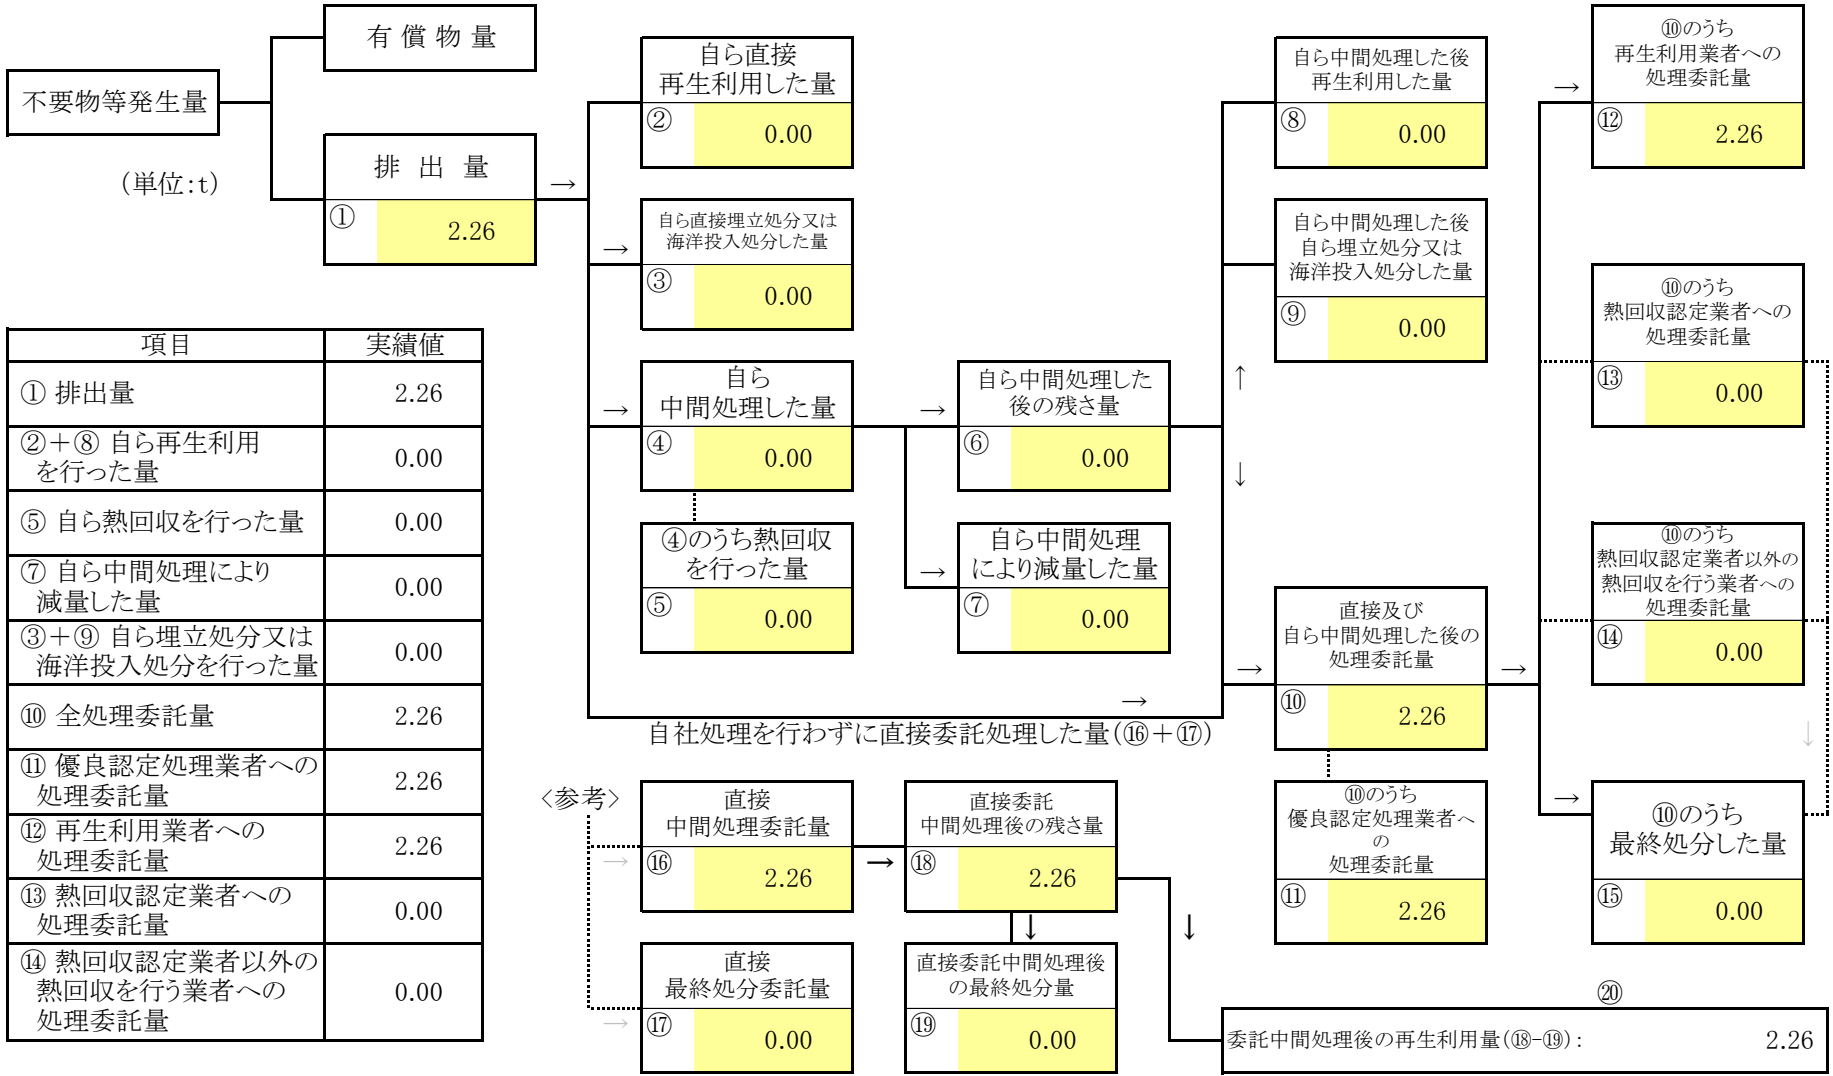 有 償 物 量
不要物等発生量
(単位:t)
排 出 量
→
①
2.26
自ら直接
再生利用した量
②
0.00
→
自ら直接埋立処分又は
海洋投入処分した量
③
0.00
→
自ら
中間処理した量
④
0.00
④のうち熱回収
を行った量
⑤
0.00
→
自ら中間処理した
後の残さ量
⑥
0.00
→
自ら中間処理
により減量した量
⑦
0.00
自ら中間処理した後
再生利用した量
⑧
0.00
自ら中間処理した後
自ら埋立処分又は
海洋投入処分した量
⑨
0.00
↑
↓
→
自社処理を行わずに直接委託処理した量(⑯+⑰)
→
直接及び
自ら中間処理した後の
処理委託量
⑩
2.26
→
⑩のうち
優良認定処理業者へ
の
処理委託量
⑪
2.26
→
⑩のうち
再生利用業者への
処理委託量
⑫
2.26
⑩のうち
熱回収認定業者への
処理委託量
⑬
0.00
⑩のうち
熱回収認定業者以外の
熱回収を行う業者への
処理委託量
⑭
0.00
↓
→
⑩のうち
最終処分した量
⑮
0.00
項目 実績値
① 排出量 2.26
②+⑧ 自ら再生利用
を行った量 0.00
⑤ 自ら熱回収を行った量 0.00
⑦ 自ら中間処理により
減量した量 0.00
③+⑨ 自ら埋立処分又は
海洋投入処分を行った量 0.00
⑩ 全処理委託量 2.26
⑪ 優良認定処理業者への
処理委託量 2.26
⑫ 再生利用業者への
処理委託量 2.26
⑬ 熱回収認定業者への
処理委託量 0.00
⑭ 熱回収認定業者以外の
熱回収を行う業者への
処理委託量 0.00
<参考>
→
直接
中間処理委託量
⑯
2.26
→
直接委託
中間処理後の残さ量
⑱
2.26
→
直接
最終処分委託量
⑰
0.00
↓
直接委託中間処理後
の最終処分量
⑲
0.00
↓
⑳
委託中間処理後の再生利用量(⑱-⑲): 2.26